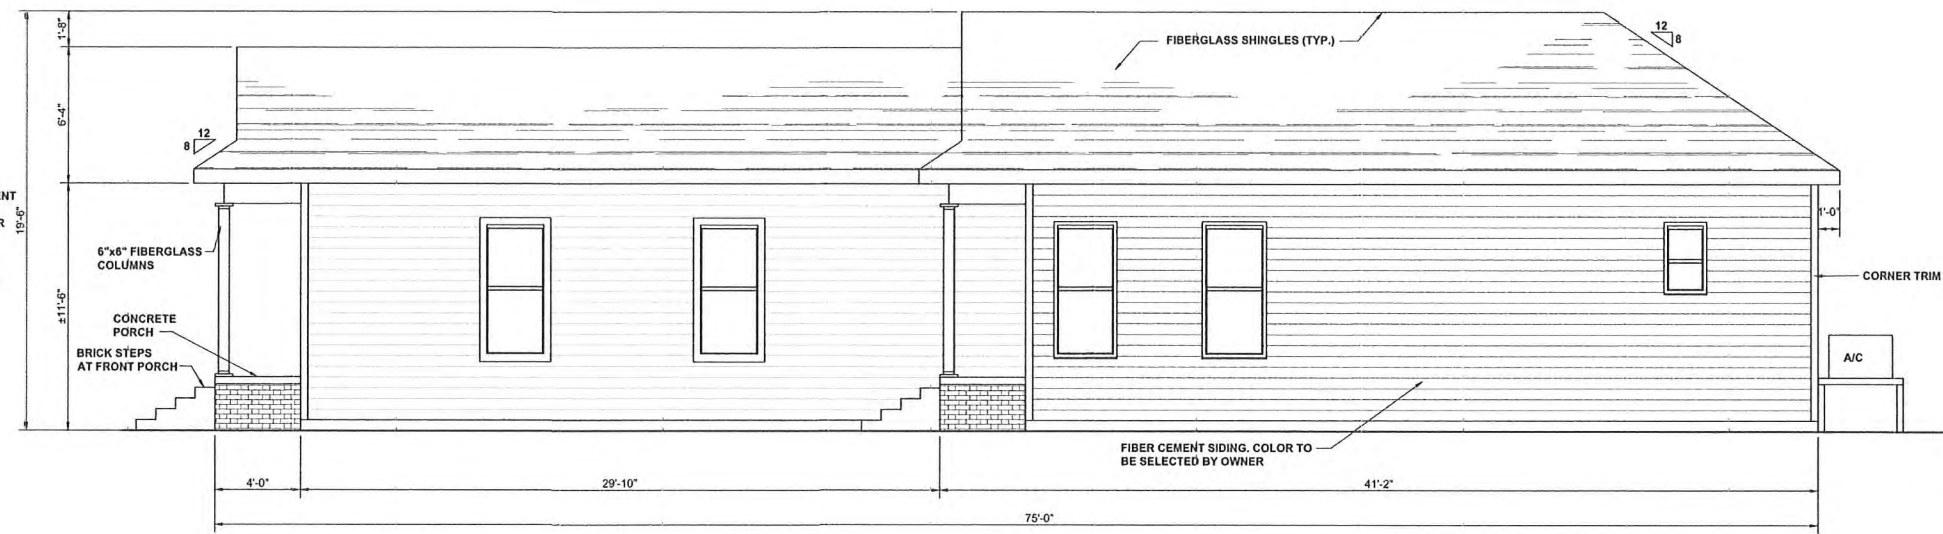 1'-8"
12
8
FIBERGLASS SHINGLES (TYP.)
6'-4"
12
8
ENT
R
19'-6"
1'-0"
6"x6" FIBERGLASS
COLUMNS
CORNER TRIM
±11'-6"
CONCRETE
PORCH
BRICK STEPS
AT FRONT PORCH
A/C
FIBER CEMENT SIDING. COLOR TO
BE SELECTED BY OWNER
4'-0"
29'-10"
41'-2"
75'-0"